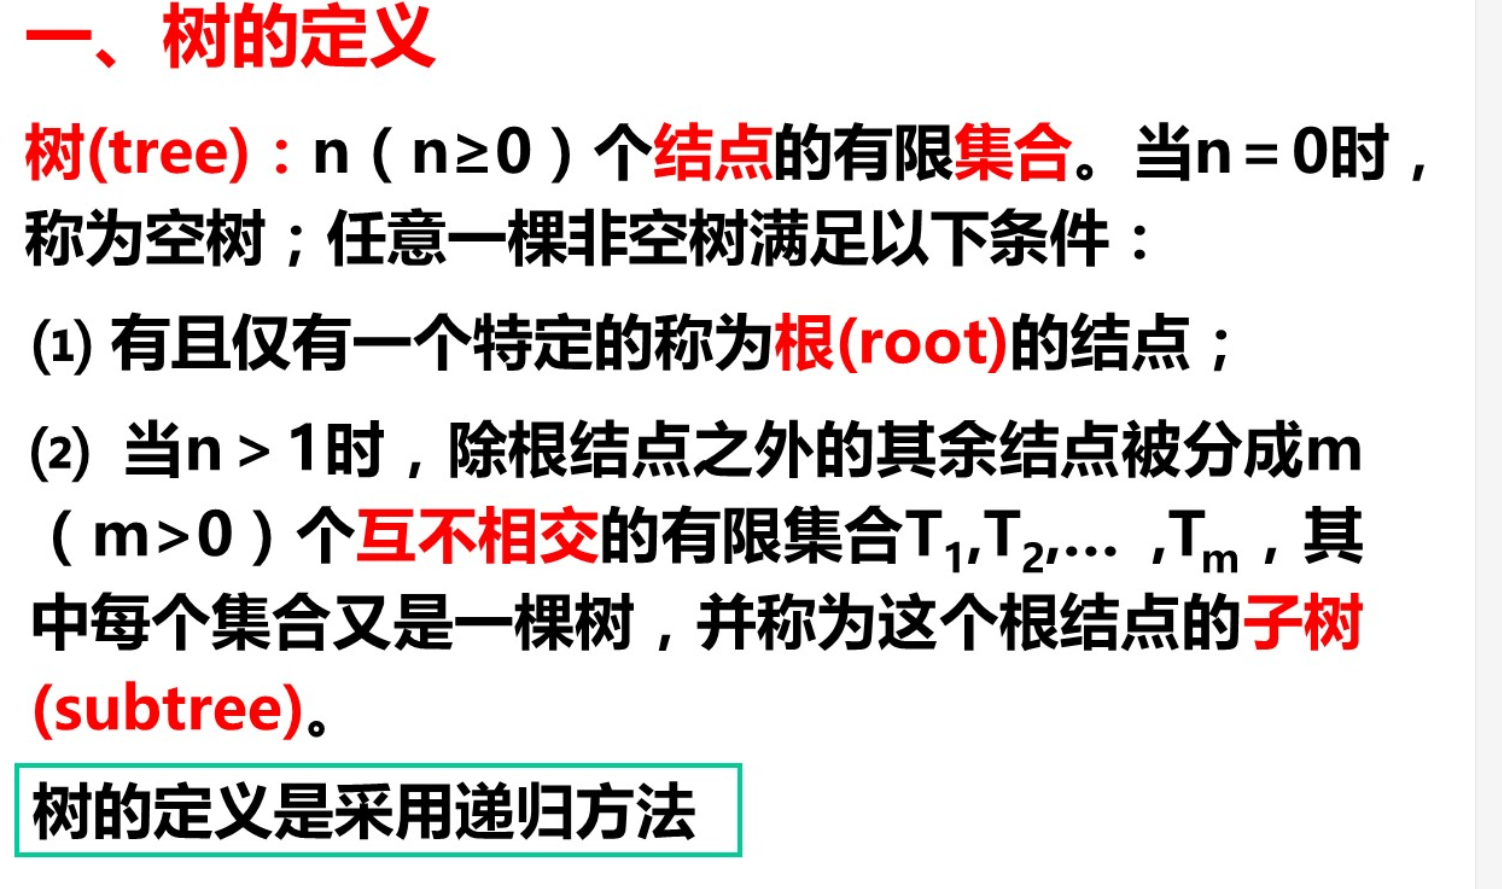 一、树的定义
树(tree)：n（n≥0）个结点的有限集合。当n＝0时，
称为空树；任意一棵非空树满足以下条件：
⑴ 有且仅有一个特定的称为根(root)的结点；
⑵ 当n＞1时，除根结点之外的其余结点被分成m
（m>0）个互不相交的有限集合T1,T2,… ,Tm，其
中每个集合又是一棵树，并称为这个根结点的子树
(subtree)。
树的定义是采用递归方法